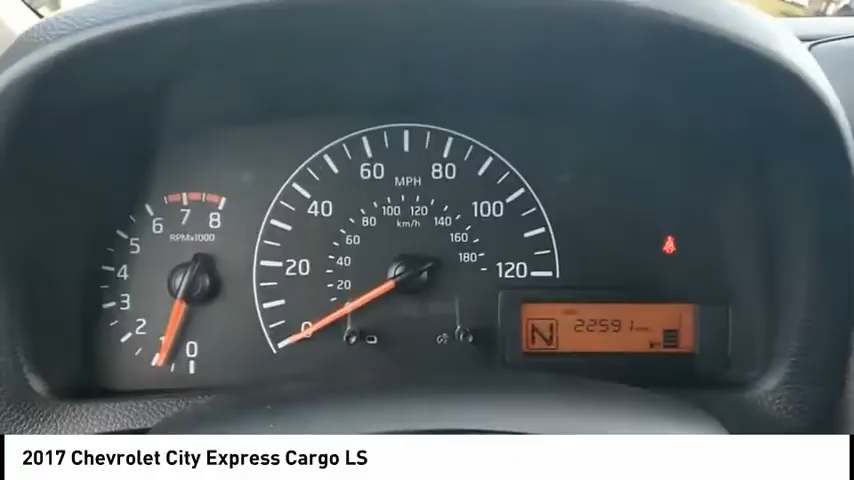 60 80
MPH
40 100
20 120
0
80 100 120 140
km/h
60 160
40 180
20
6 7 8
RPMx1000
5
4
3
2
1
0
N 22591
2017 Chevrolet City Express Cargo LS